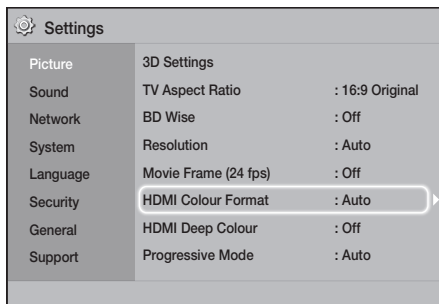 Settings
Picture
Sound
Network
System
Language
Security
General
Support
3D Settings
TV Aspect Ratio : 16:9 Original
BD Wise : Off
Resolution : Auto
Movie Frame (24 fps) : Off
HDMI Colour Format : Auto
HDMI Deep Colour : Off
Progressive Mode : Auto